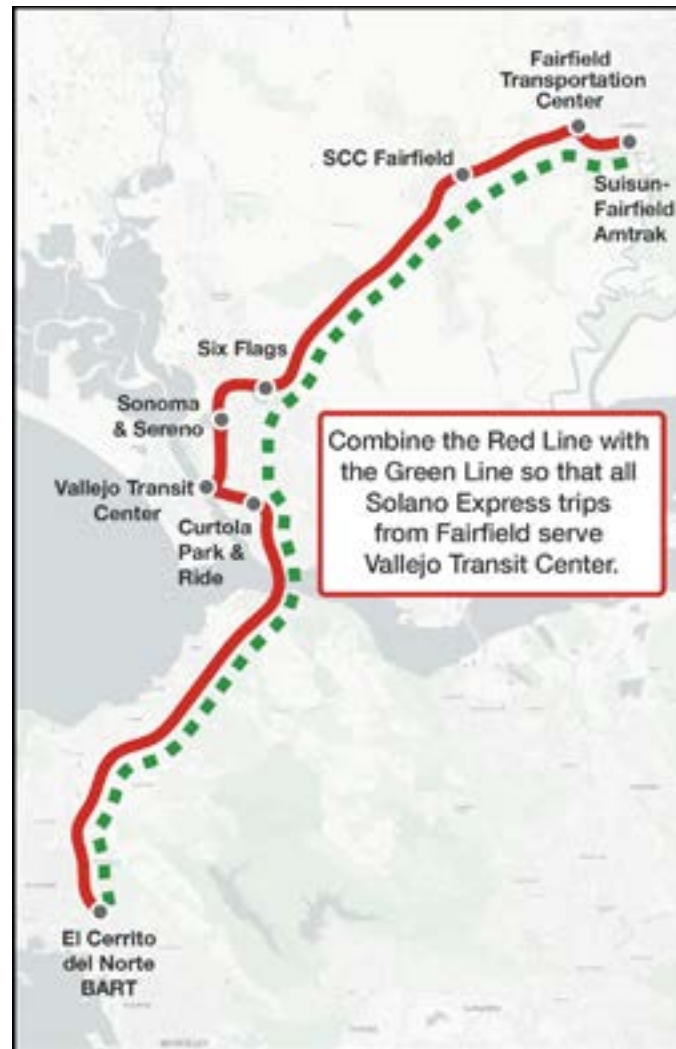 Fairfield
Transportation
Center
SCC Fairfield
Suisun-
Fairfield
Amtrak
Six Flags
Sonoma
& Sereno
Combine the Red Line with
the Green Line so that all
Solano Express trips
from Fairfield serve
Vallejo Transit Center.
Vallejo Transit
Center
Curtola
Park &
Ride
El Cerrito
del Norte
BART